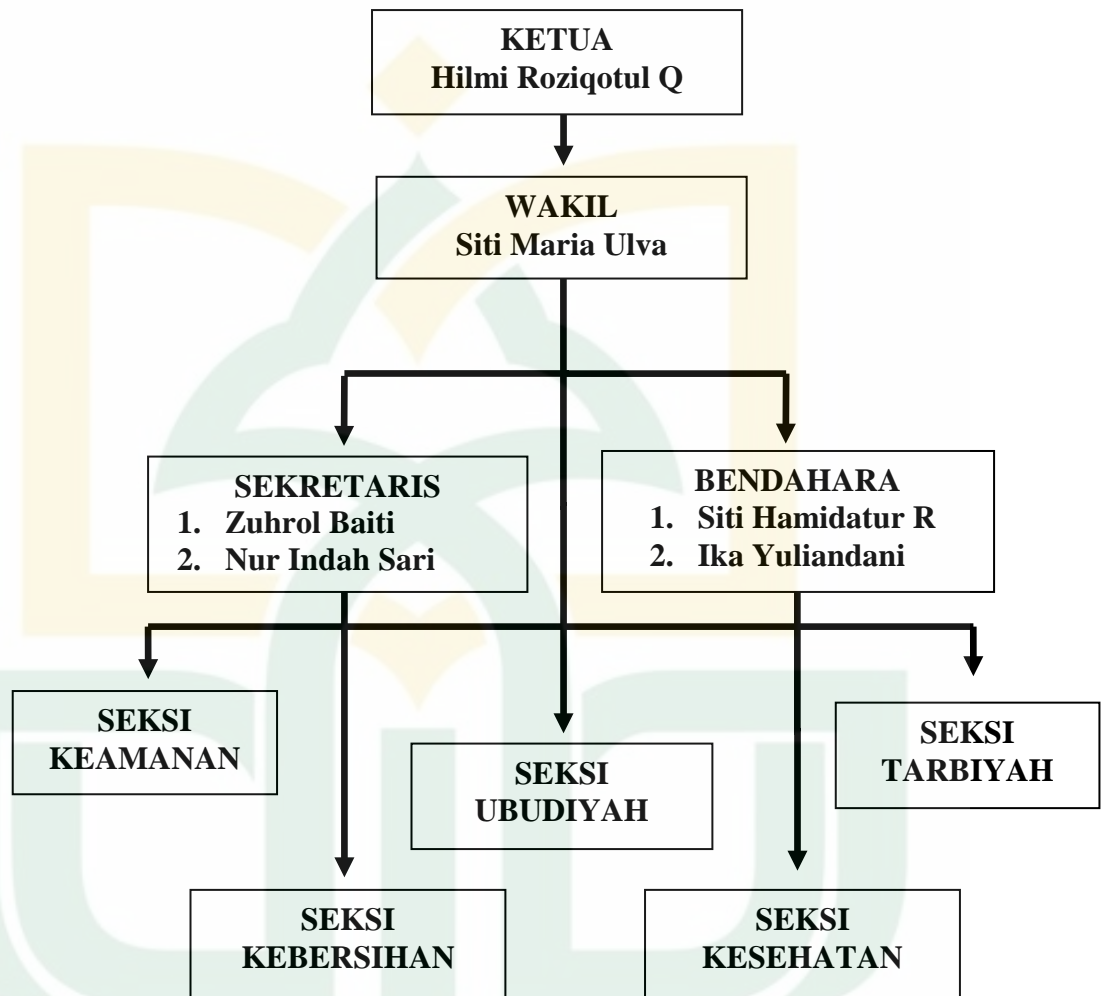 KETUA
Hilmi Roziqotul Q
WAKIL
Siti Maria Ulva
SEKRETARIS
1. Zuhrol Baiti
2. Nur Indah Sari
BENDAHARA
1. Siti Hamidatur R
2. Ika Yuliandani
SEKSI
KEAMANAN
SEKSI
UBUDIYAH
SEKSI
TARBIYAH
SEKSI
KEBERSIHAN
SEKSI
KESEHATAN